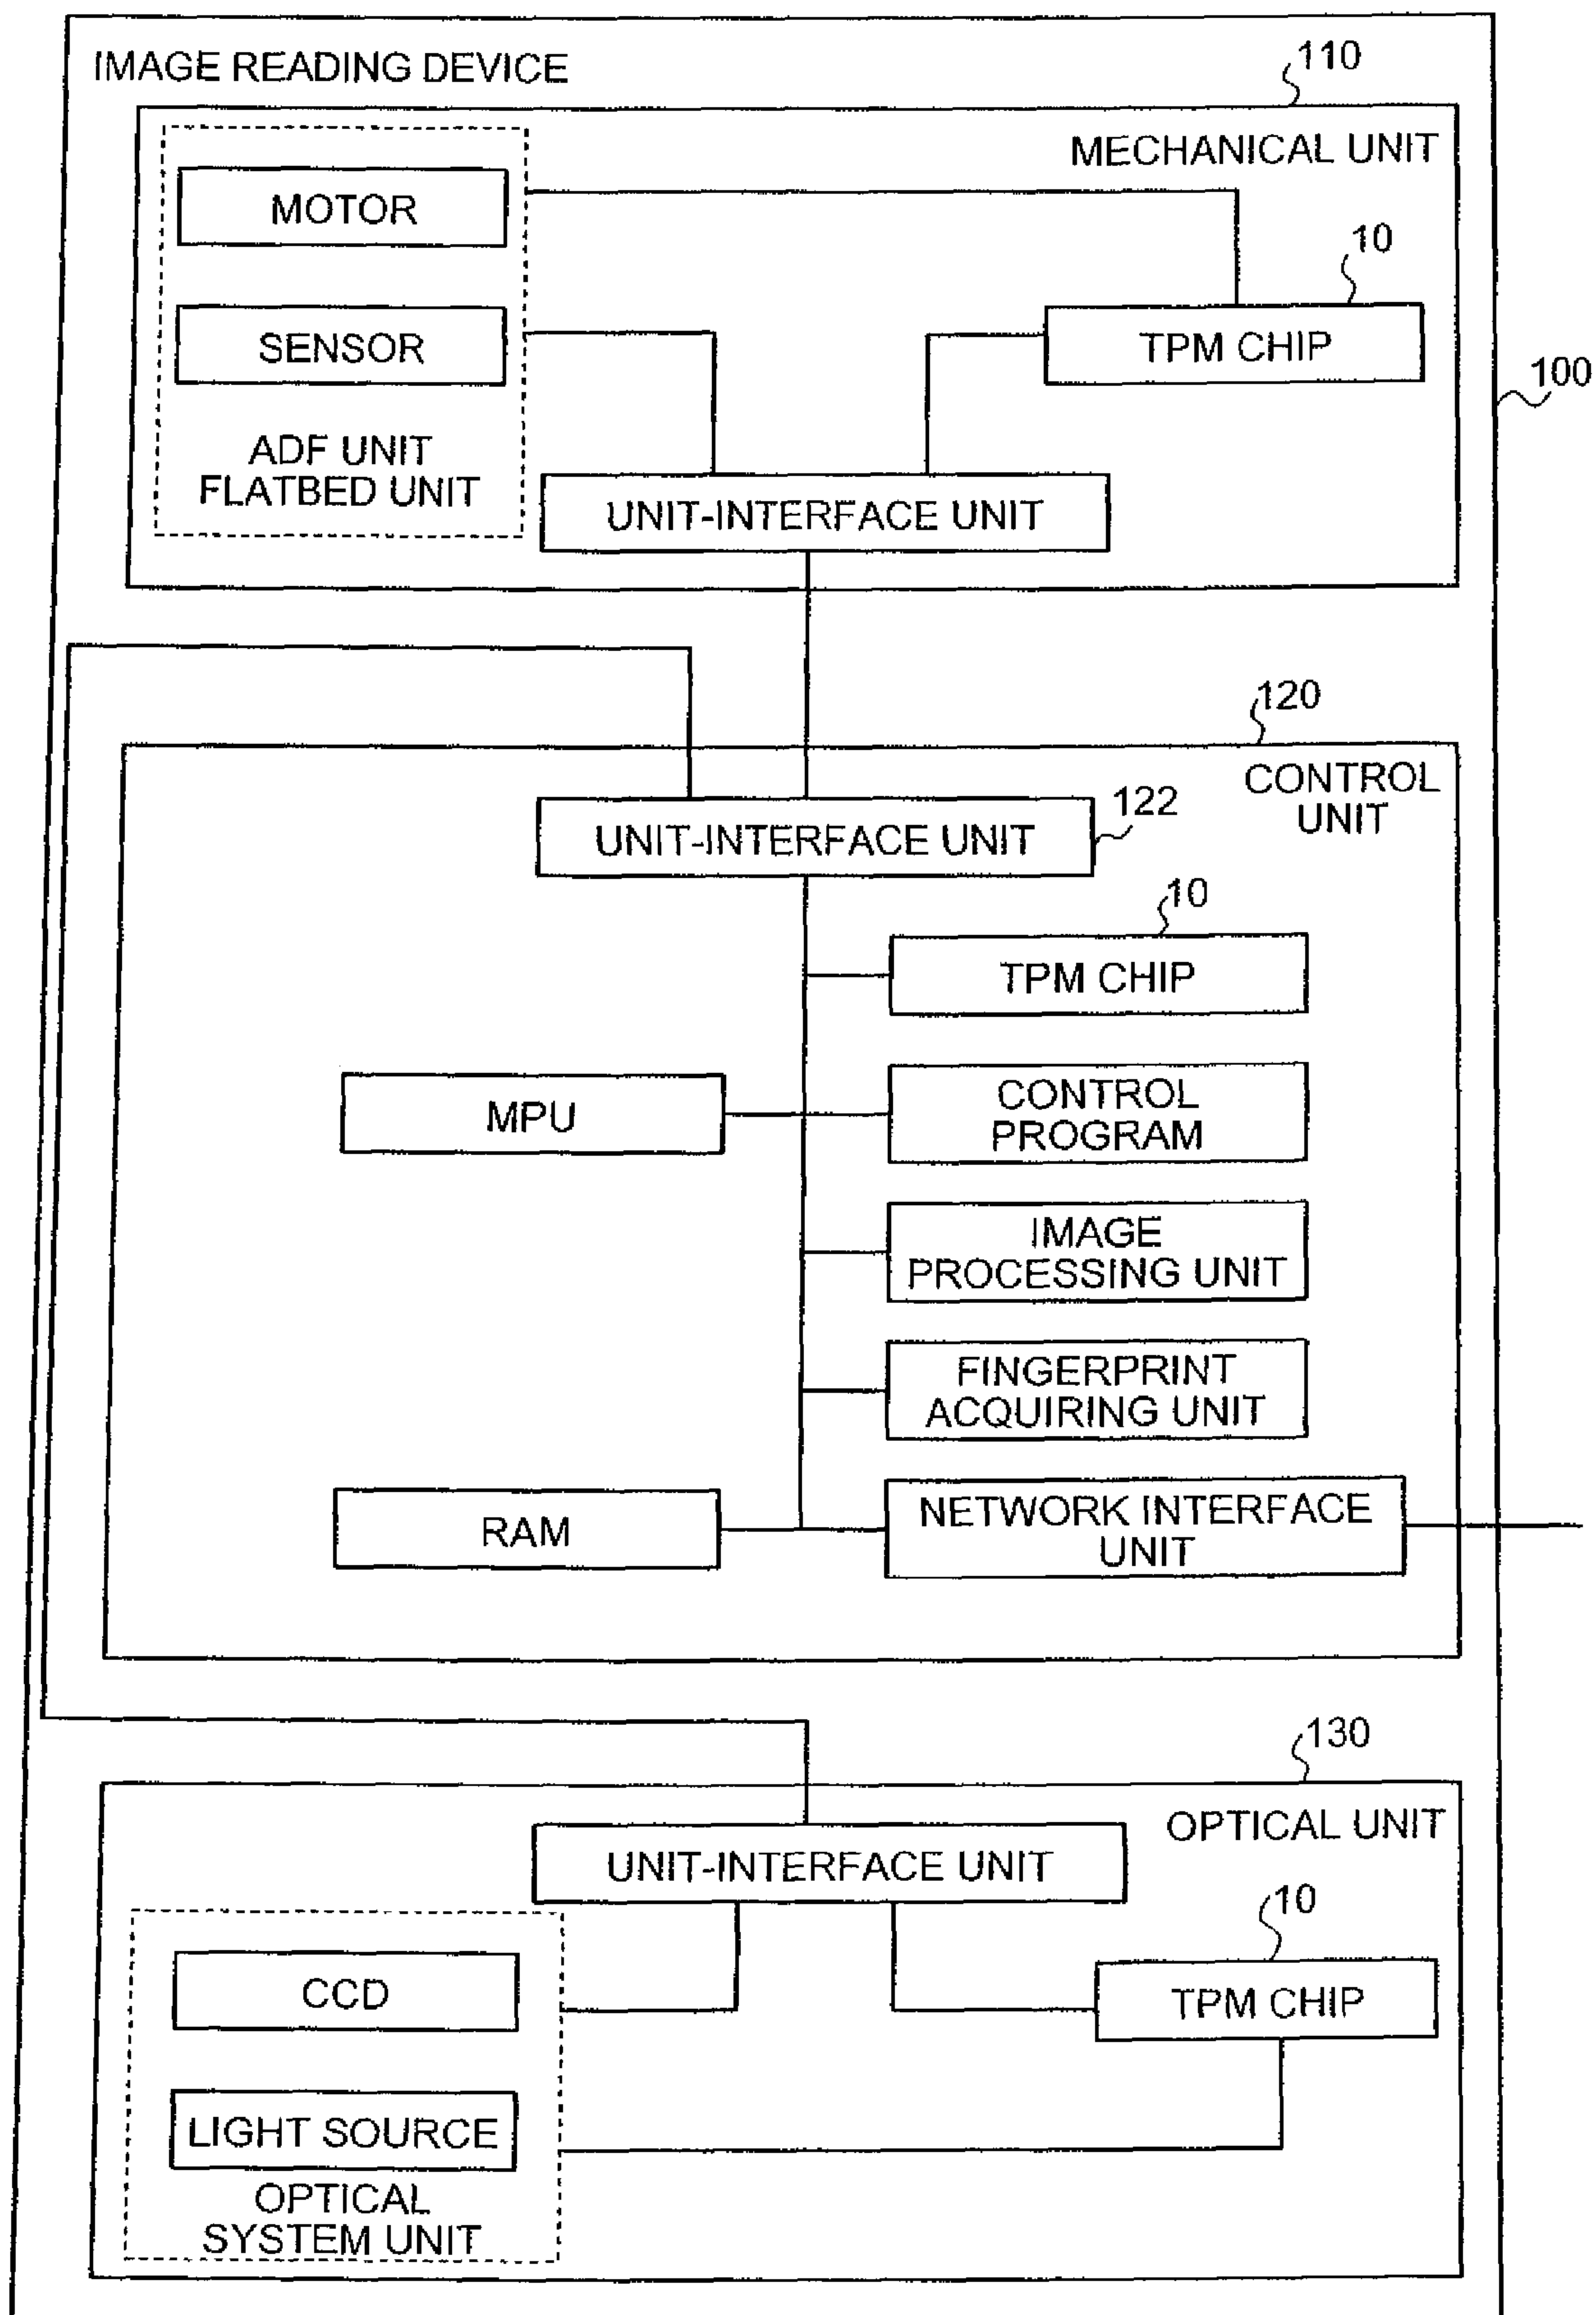 IMAGE READING DEVICE
110
MECHANICAL UNIT
MOTOR
10
SENSOR
TPM CHIP
100
ADF UNIT
FLATBED UNIT
UNIT-INTERFACE UNIT
120
CONTROL
UNIT
122
UNIT-INTERFACE UNIT
10
TPM CHIP
MPU
CONTROL
PROGRAM
IMAGE
PROCESSING UNIT
FINGERPRINT
ACQUIRING UNIT
RAM
NETWORK INTERFACE
UNIT
130
OPTICAL UNIT
UNIT-INTERFACE UNIT
10
CCD
TPM CHIP
LIGHT SOURCE
OPTICAL
SYSTEM UNIT